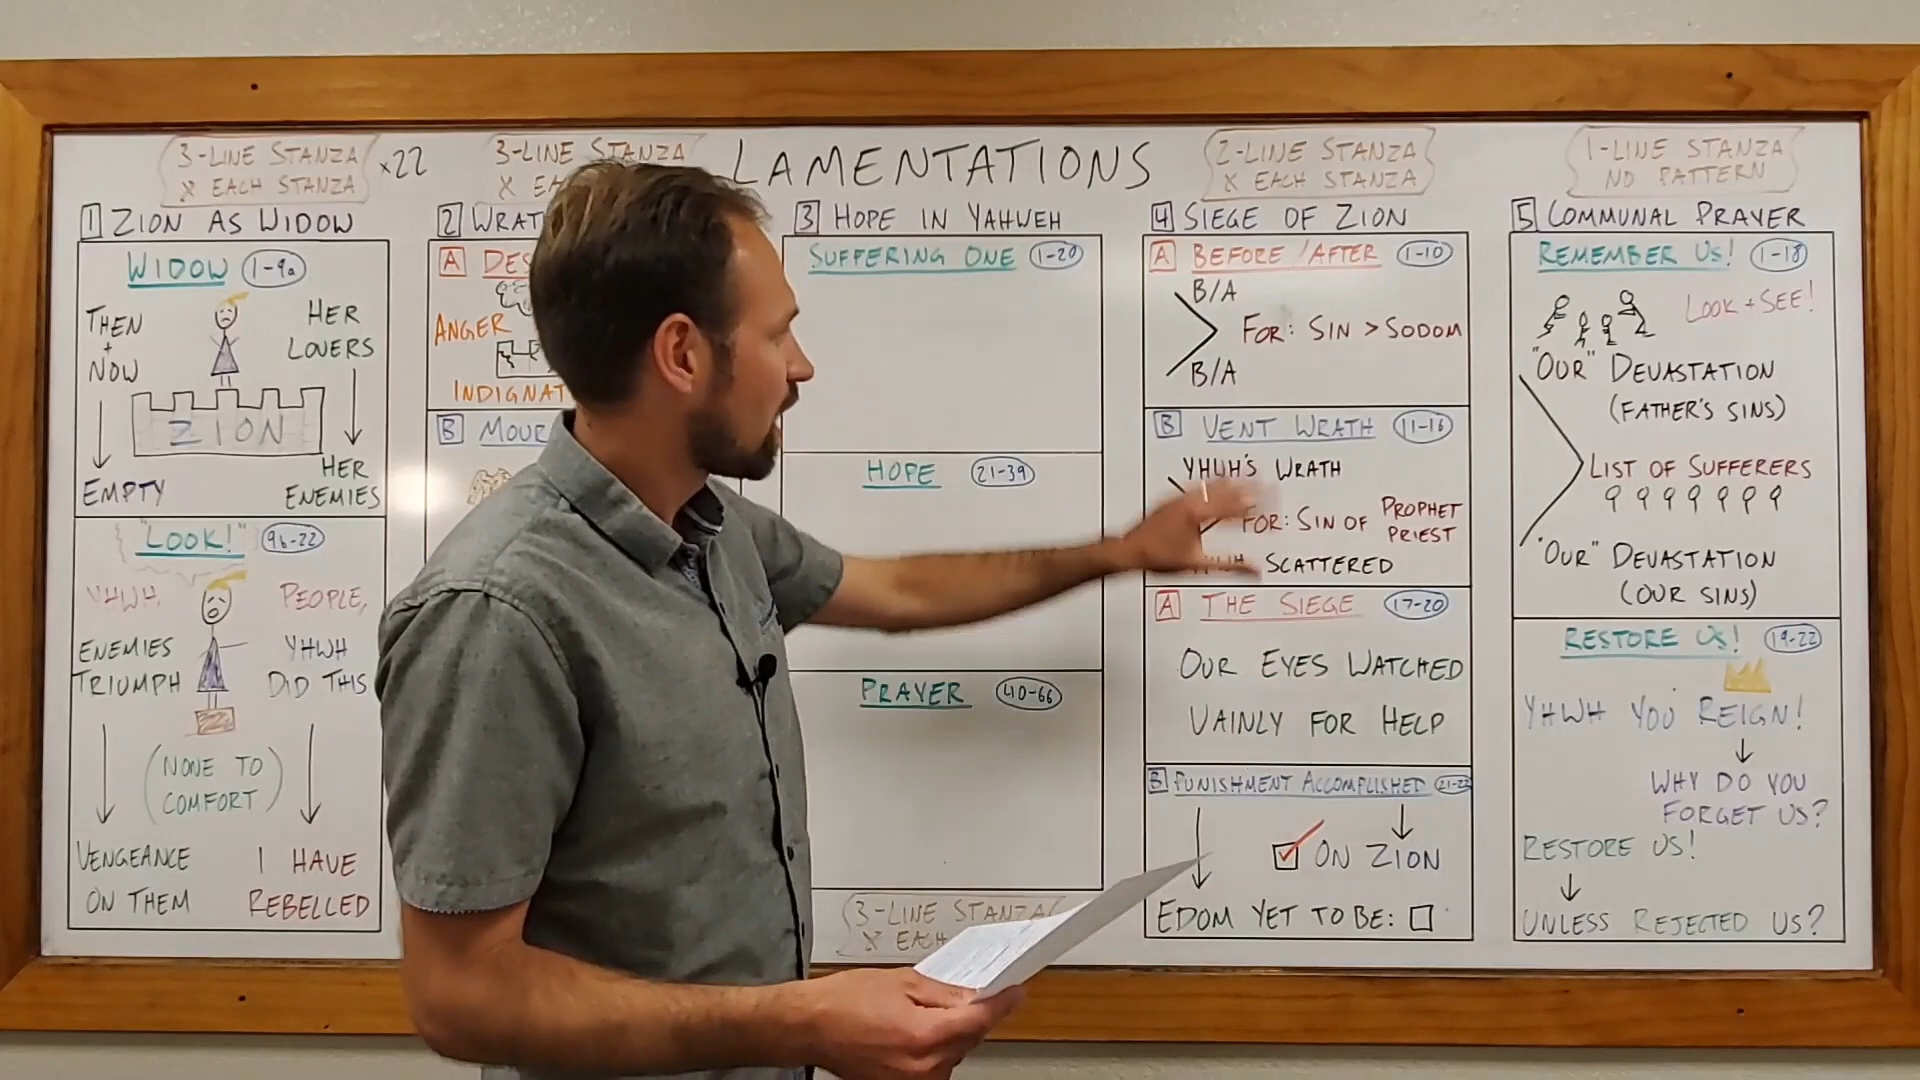 LAMENTATIONS
3-LINE STANZA
EACH STANZA
×22
1 ZION AS WIDOW
WIDOW 1-9a
THEN
+
NOW
HER
LOVERS
ZION
EMPTY
HER
ENEMIES
"LOOK!" 9b-22
YHWH,
PEOPLE,
ENEMIES
TRIUMPH
YHWH
DID THIS
(NONE TO
COMFORT)
VENGEANCE
ON THEM
I HAVE
REBELLED
3-LINE STANZA
2
A
ANGER
B
3 HOPE IN YAHWEH
SUFFERING ONE 1-20
HOPE 21-39
PRAYER 40-66
3-LINE STANZA
2-LINE STANZA
EACH STANZA
4 SIEGE OF ZION
A BEFORE/AFTER 1-10
B/A
FOR: SIN > SODOM
B/A
B VENT WRATH 11-16
YHWH'S WRATH
FOR: SIN OF PROPHET
PRIEST
SCATTERED
A THE SIEGE 17-20
OUR EYES WATCHED
VAINLY FOR HELP
B PUNISHMENT ACCOMPLISHED
ON ZION
EDOM YET TO BE:
1-LINE STANZA
NO PATTERN
5 COMMUNAL PRAYER
REMEMBER US! 1-18
LOOK + SEE!
"OUR" DEVASTATION
(FATHER'S SINS)
LIST OF SUFFERERS
"OUR" DEVASTATION
(OUR SINS)
RESTORE US! 19-22
YHWH YOU REIGN!
WHY DO YOU
FORGET US?
RESTORE US!
UNLESS REJECTED US?